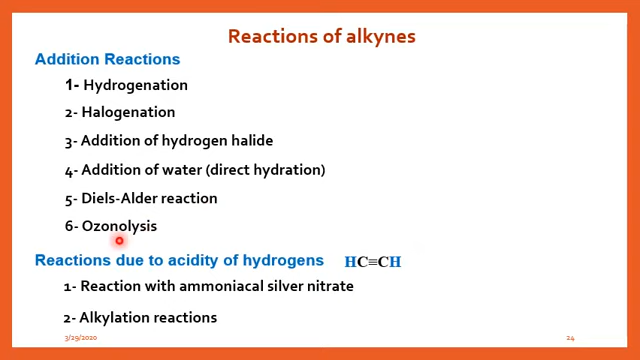 Reactions of alkynes
Addition Reactions
1- Hydrogenation
2- Halogenation
3- Addition of hydrogen halide
4- Addition of water (direct hydration)
5- Diels-Alder reaction
6- Ozonolysis
Reactions due to acidity of hydrogens HC≡CH
1- Reaction with ammoniacal silver nitrate
2- Alkylation reactions
3/29/2020 24